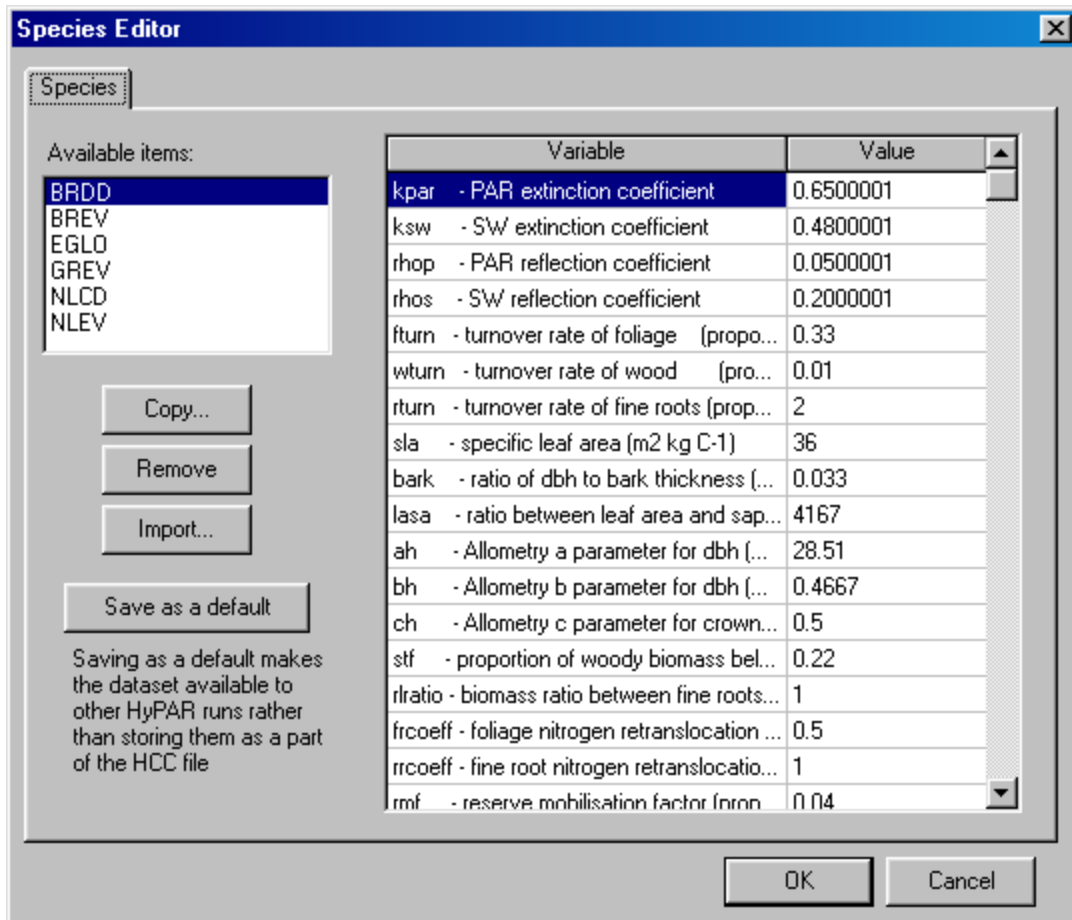 Species Editor
Species
Available items:
BRDD
BREV
EGLO
GREV
NLCD
NLEV
Copy...
Remove
Import...
Save as a default
Saving as a default makes
the dataset available to
other HyPAR runs rather
than storing them as a part
of the HCC file
Variable Value
kpar - PAR extinction coefficient 0.6500001
ksw - SW extinction coefficient 0.4800001
rhop - PAR reflection coefficient 0.0500001
rhos - SW reflection coefficient 0.2000001
fturn - turnover rate of foliage (propo... 0.33
wturn - turnover rate of wood (pro... 0.01
rturn - turnover rate of fine roots (prop... 2
sla - specific leaf area (m2 kg C-1) 36
bark - ratio of dbh to bark thickness (... 0.033
lasa - ratio between leaf area and sap... 4167
ah - Allometry a parameter for dbh (... 28.51
bh - Allometry b parameter for dbh (... 0.4667
ch - Allometry c parameter for crown... 0.5
stf - proportion of woody biomass bel... 0.22
rlratio - biomass ratio between fine roots... 1
frcoeff - foliage nitrogen retranslocation ... 0.5
rrcoeff - fine root nitrogen retranslocatio... 1
rmf - reserve mobilisation factor (prop... 0.04
OK
Cancel